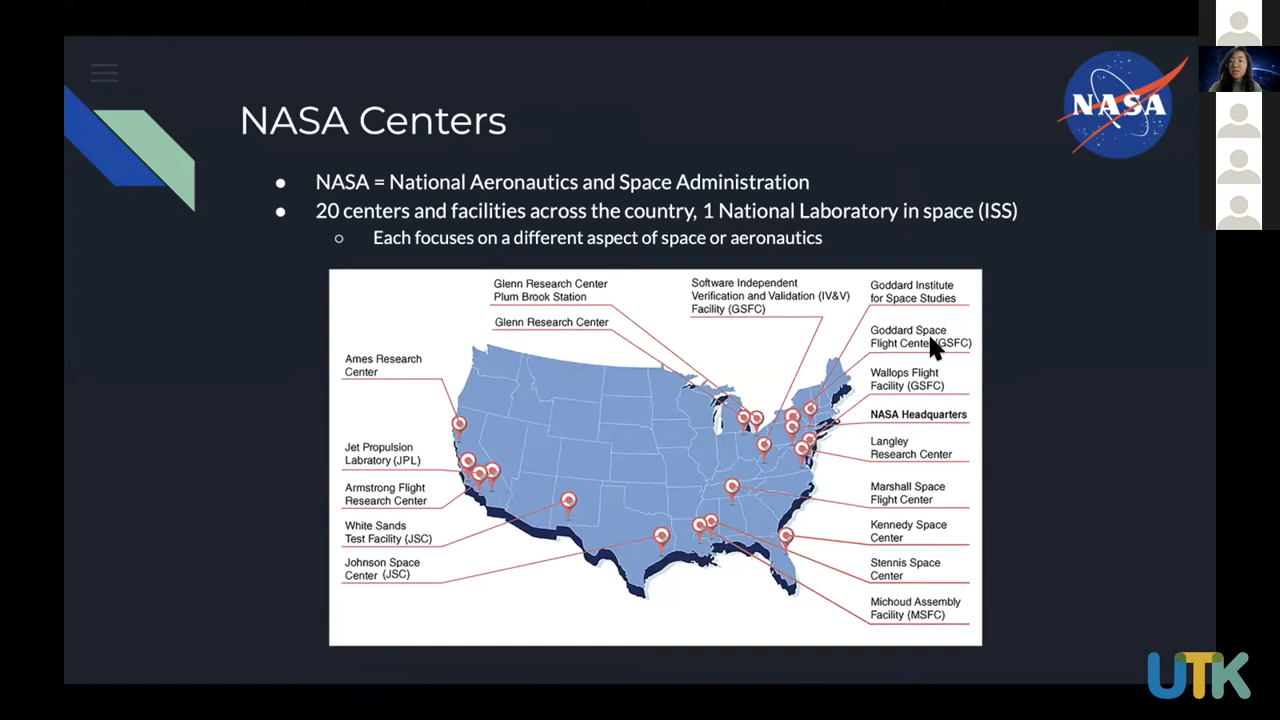 NASA Centers
NASA
● NASA = National Aeronautics and Space Administration
● 20 centers and facilities across the country, 1 National Laboratory in space (ISS)
○ Each focuses on a different aspect of space or aeronautics
Glenn Research Center
Plum Brook Station
Glenn Research Center
Software Independent
Verification and Validation (IV&V)
Facility (GSFC)
Goddard Institute
for Space Studies
Goddard Space
Flight Center (GSFC)
Wallops Flight
Facility (GSFC)
NASA Headquarters
Langley
Research Center
Marshall Space
Flight Center
Kennedy Space
Center
Stennis Space
Center
Michoud Assembly
Facility (MSFC)
Ames Research
Center
Jet Propulsion
Labratory (JPL)
Armstrong Flight
Research Center
White Sands
Test Facility (JSC)
Johnson Space
Center (JSC)
UTK